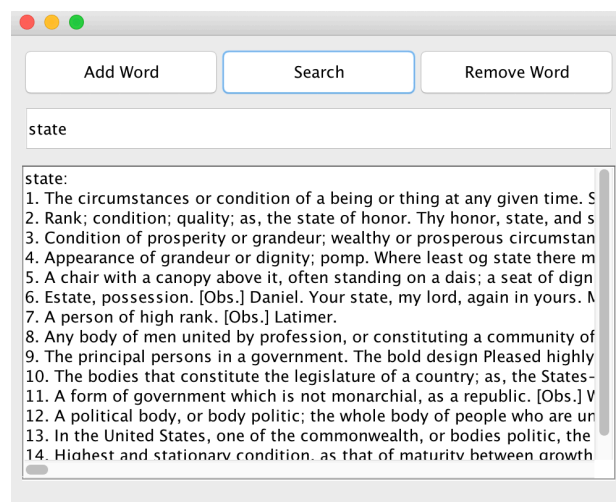 Add Word Search Remove Word
state
state:
1. The circumstances or condition of a being or thing at any given time. S
2. Rank; condition; quality; as, the state of honor. Thy honor, state, and s
3. Condition of prosperity or grandeur; wealthy or prosperous circumstan
4. Appearance of grandeur or dignity; pomp. Where least og state there m
5. A chair with a canopy above it, often standing on a dais; a seat of dign
6. Estate, possession. [Obs.] Daniel. Your state, my lord, again in yours. M
7. A person of high rank. [Obs.] Latimer.
8. Any body of men united by profession, or constituting a community of
9. The principal persons in a government. The bold design Pleased highly
10. The bodies that constitute the legislature of a country; as, the States-
11. A form of government which is not monarchial, as a republic. [Obs.] W
12. A political body, or body politic; the whole body of people who are un
13. In the United States, one of the commonwealth, or bodies politic, the
14. Highest and stationary condition, as that of maturity between growth